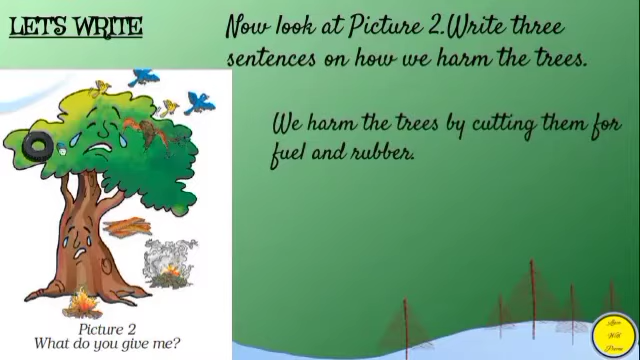 LET'S WRITE
Now look at Picture 2.Write three
sentences on how we harm the trees.
We harm the trees by cutting them for
fuel and rubber.
Picture 2
What do you give me?